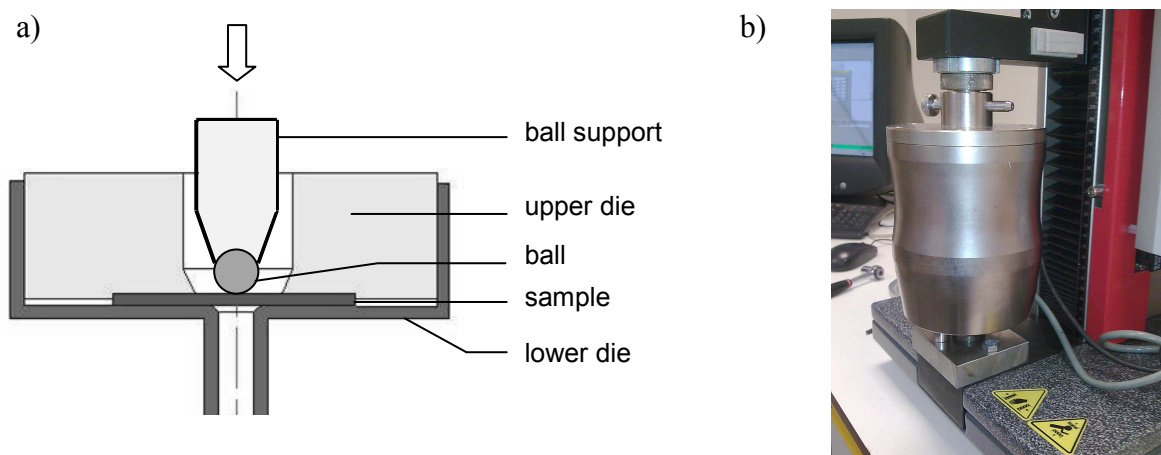 a)
b)
ball support
upper die
ball
sample
lower die